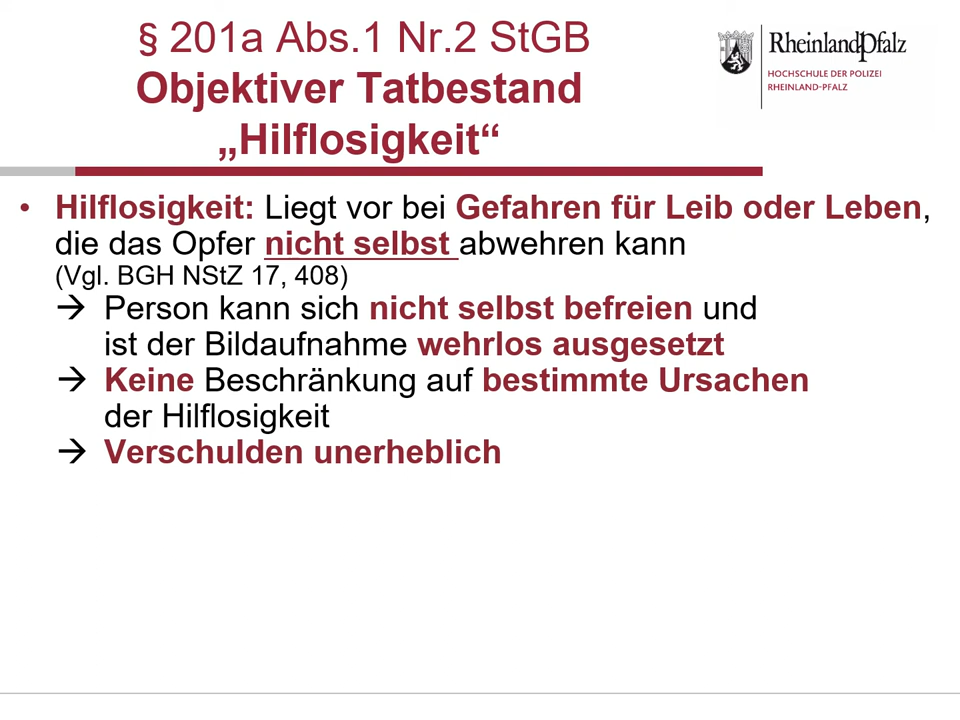 § 201a Abs.1 Nr.2 StGB
Objektiver Tatbestand
„Hilflosigkeit“
RheinlandPfalz
HOCHSCHULE DER POLIZEI
RHEINLAND-PFALZ
• Hilflosigkeit: Liegt vor bei Gefahren für Leib oder Leben,
die das Opfer nicht selbst abwehren kann
(Vgl. BGH NStZ 17, 408)
→ Person kann sich nicht selbst befreien und
ist der Bildaufnahme wehrlos ausgesetzt
→ Keine Beschränkung auf bestimmte Ursachen
der Hilflosigkeit
→ Verschulden unerheblich